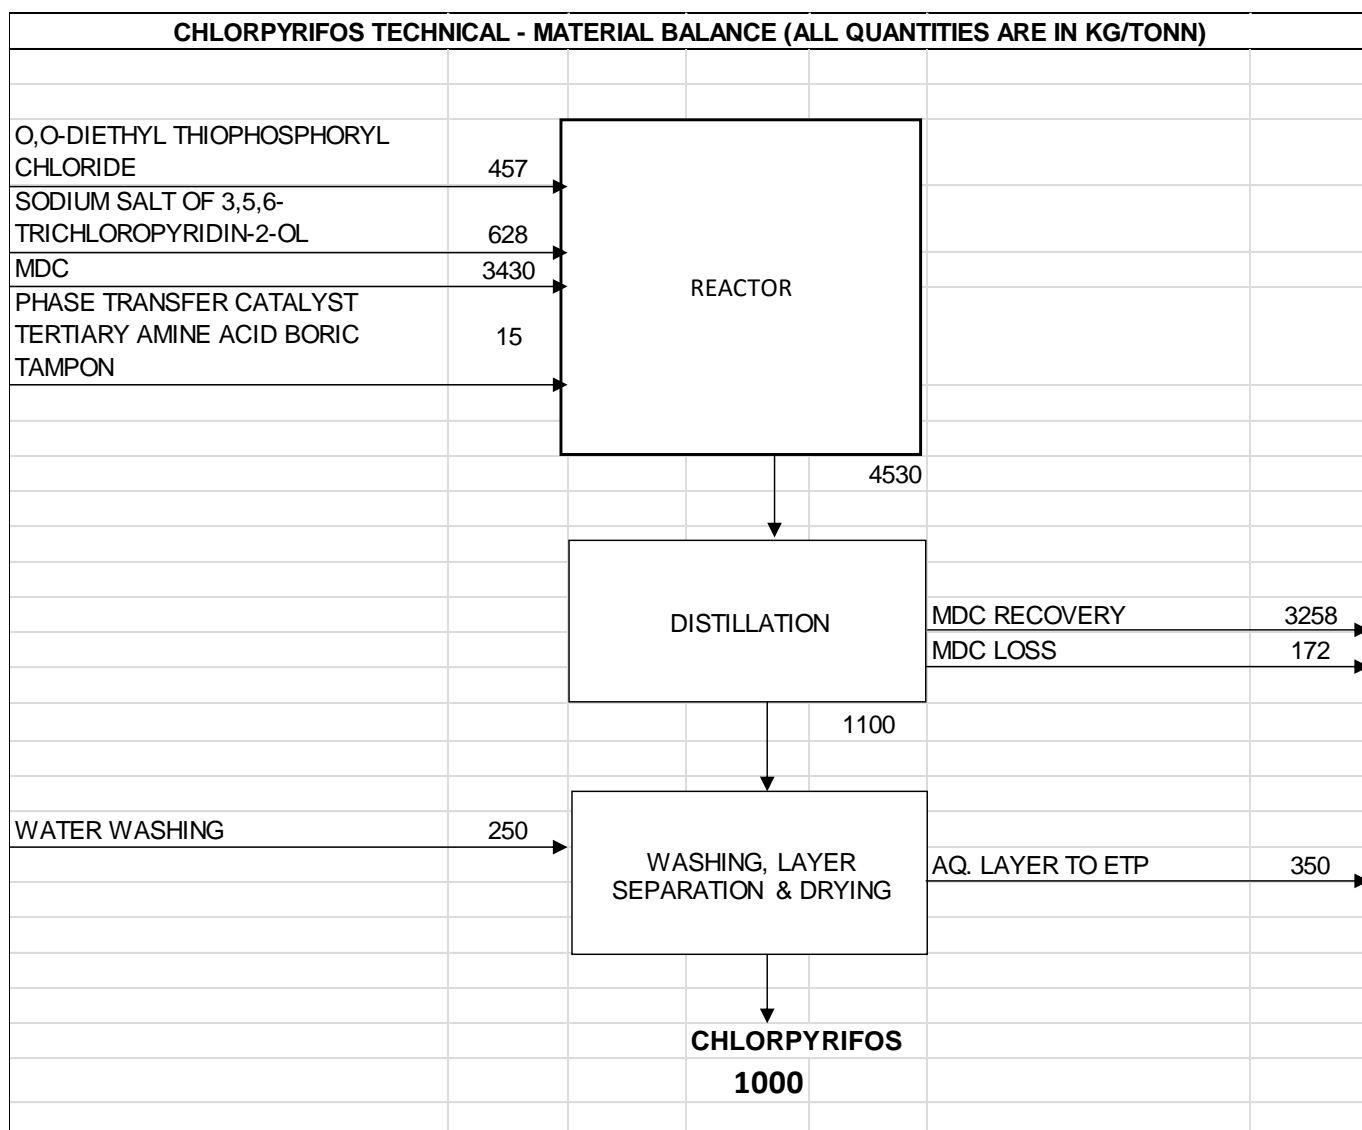 CHLORPYRIFOS TECHNICAL - MATERIAL BALANCE (ALL QUANTITIES ARE IN KG/TONN)
O,O-DIETHYL THIOPHOSPHORYL
CHLORIDE 457
SODIUM SALT OF 3,5,6-
TRICHLOROPYRIDIN-2-OL 628
MDC 3430
PHASE TRANSFER CATALYST
TERTIARY AMINE ACID BORIC 15
TAMPON
REACTOR
4530
DISTILLATION
MDC RECOVERY 3258
MDC LOSS 172
1100
WATER WASHING 250
WASHING, LAYER
SEPARATION & DRYING
AQ. LAYER TO ETP 350
CHLORPYRIFOS
1000